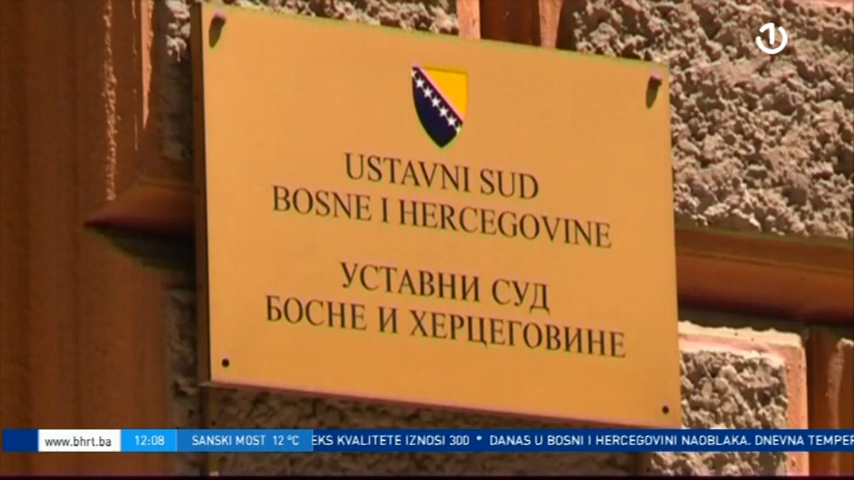 USTAVNI SUD
BOSNE I HERCEGOVINE
УСТАВНИ СУД
БОСНЕ И ХЕРЦЕГОВИНЕ
www.bhrt.ba 12:08 SANSKI MOST 12 °C EKS KVALITETE IZNOSI 300 * DANAS U BOSNI I HERCEGOVINI NAOBLAKA. DNEVNA TEMPER